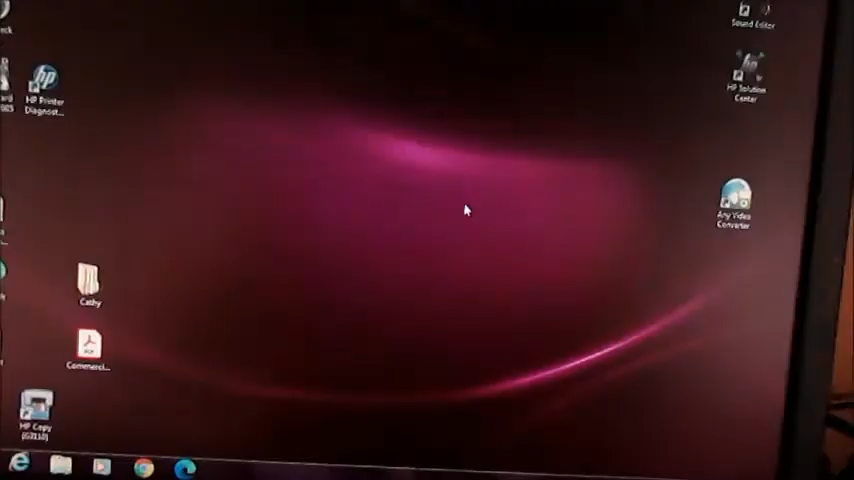 Sound Editor
HP Solution
Center
HP Printer
Diagnost...
Any Video
Converter
Cathy
Commerci...
HP Copy
(G3110)